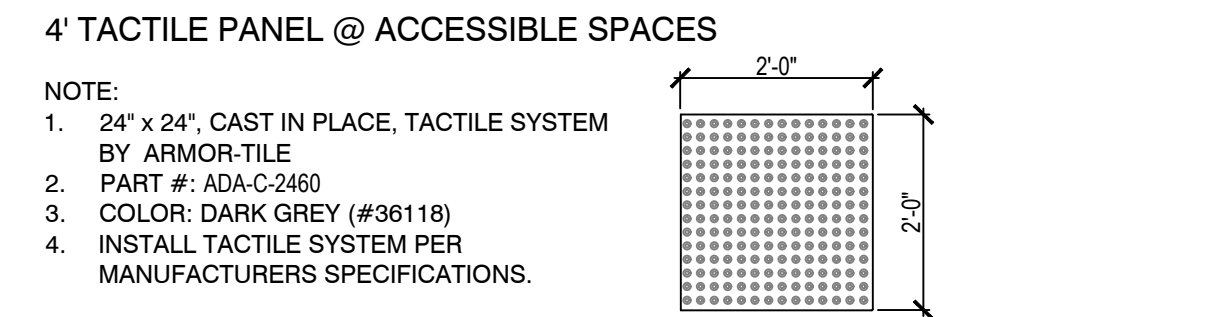 4' TACTILE PANEL @ ACCESSIBLE SPACES
2'-0"
NOTE:
1. 24" x 24", CAST IN PLACE, TACTILE SYSTEM
BY ARMOR-TILE
2. PART #: ADA-C-2460
3. COLOR: DARK GREY (#36118)
4. INSTALL TACTILE SYSTEM PER
MANUFACTURERS SPECIFICATIONS.
2'-0"